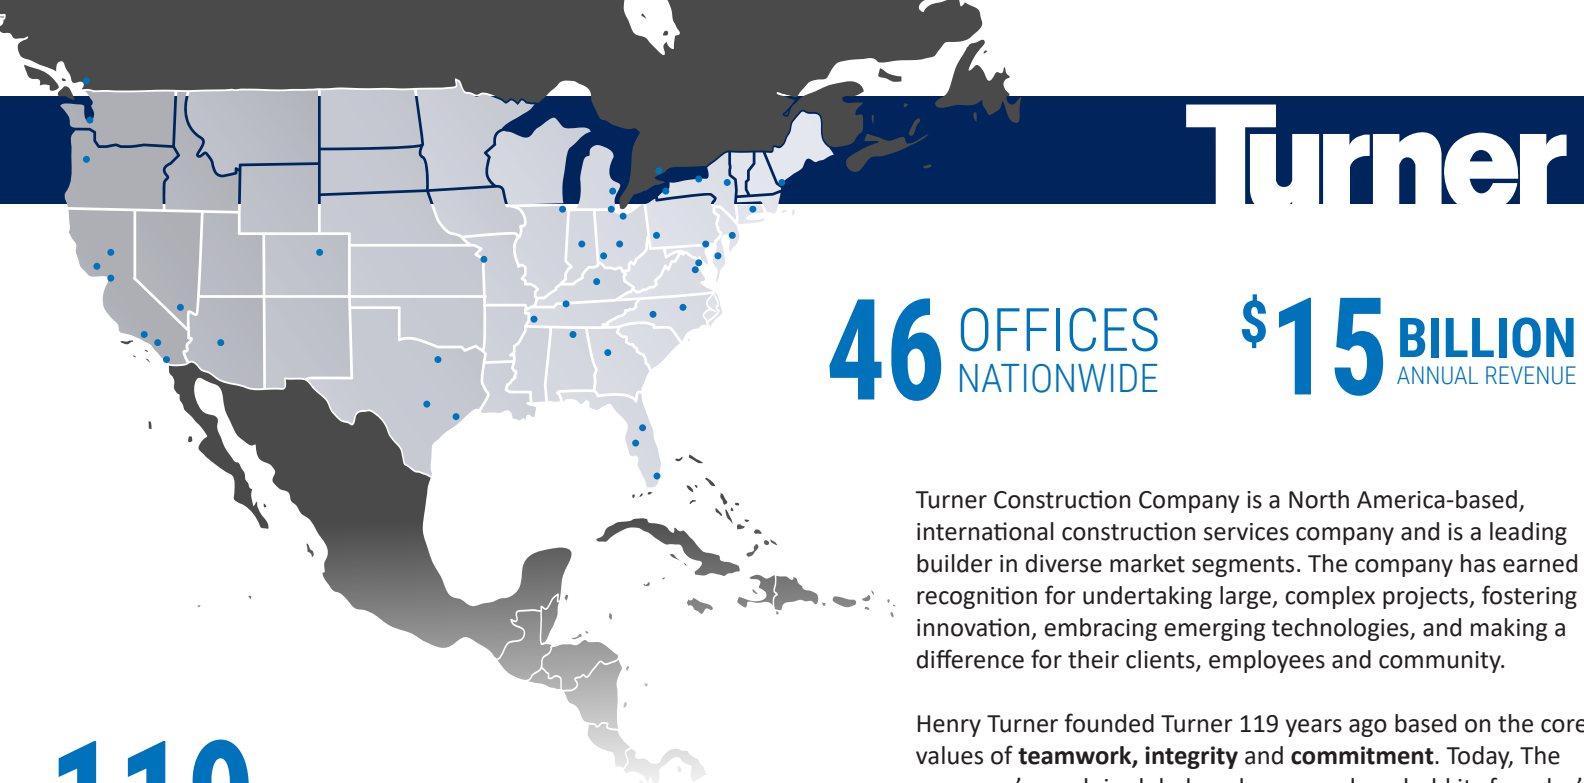 Turner
46 OFFICES NATIONWIDE
$15 BILLION ANNUAL REVENUE
Turner Construction Company is a North America-based,
international construction services company and is a leading
builder in diverse market segments. The company has earned
recognition for undertaking large, complex projects, fostering
innovation, embracing emerging technologies, and making a
difference for their clients, employees and community.
Henry Turner founded Turner 119 years ago based on the core
values of teamwork, integrity and commitment. Today, The